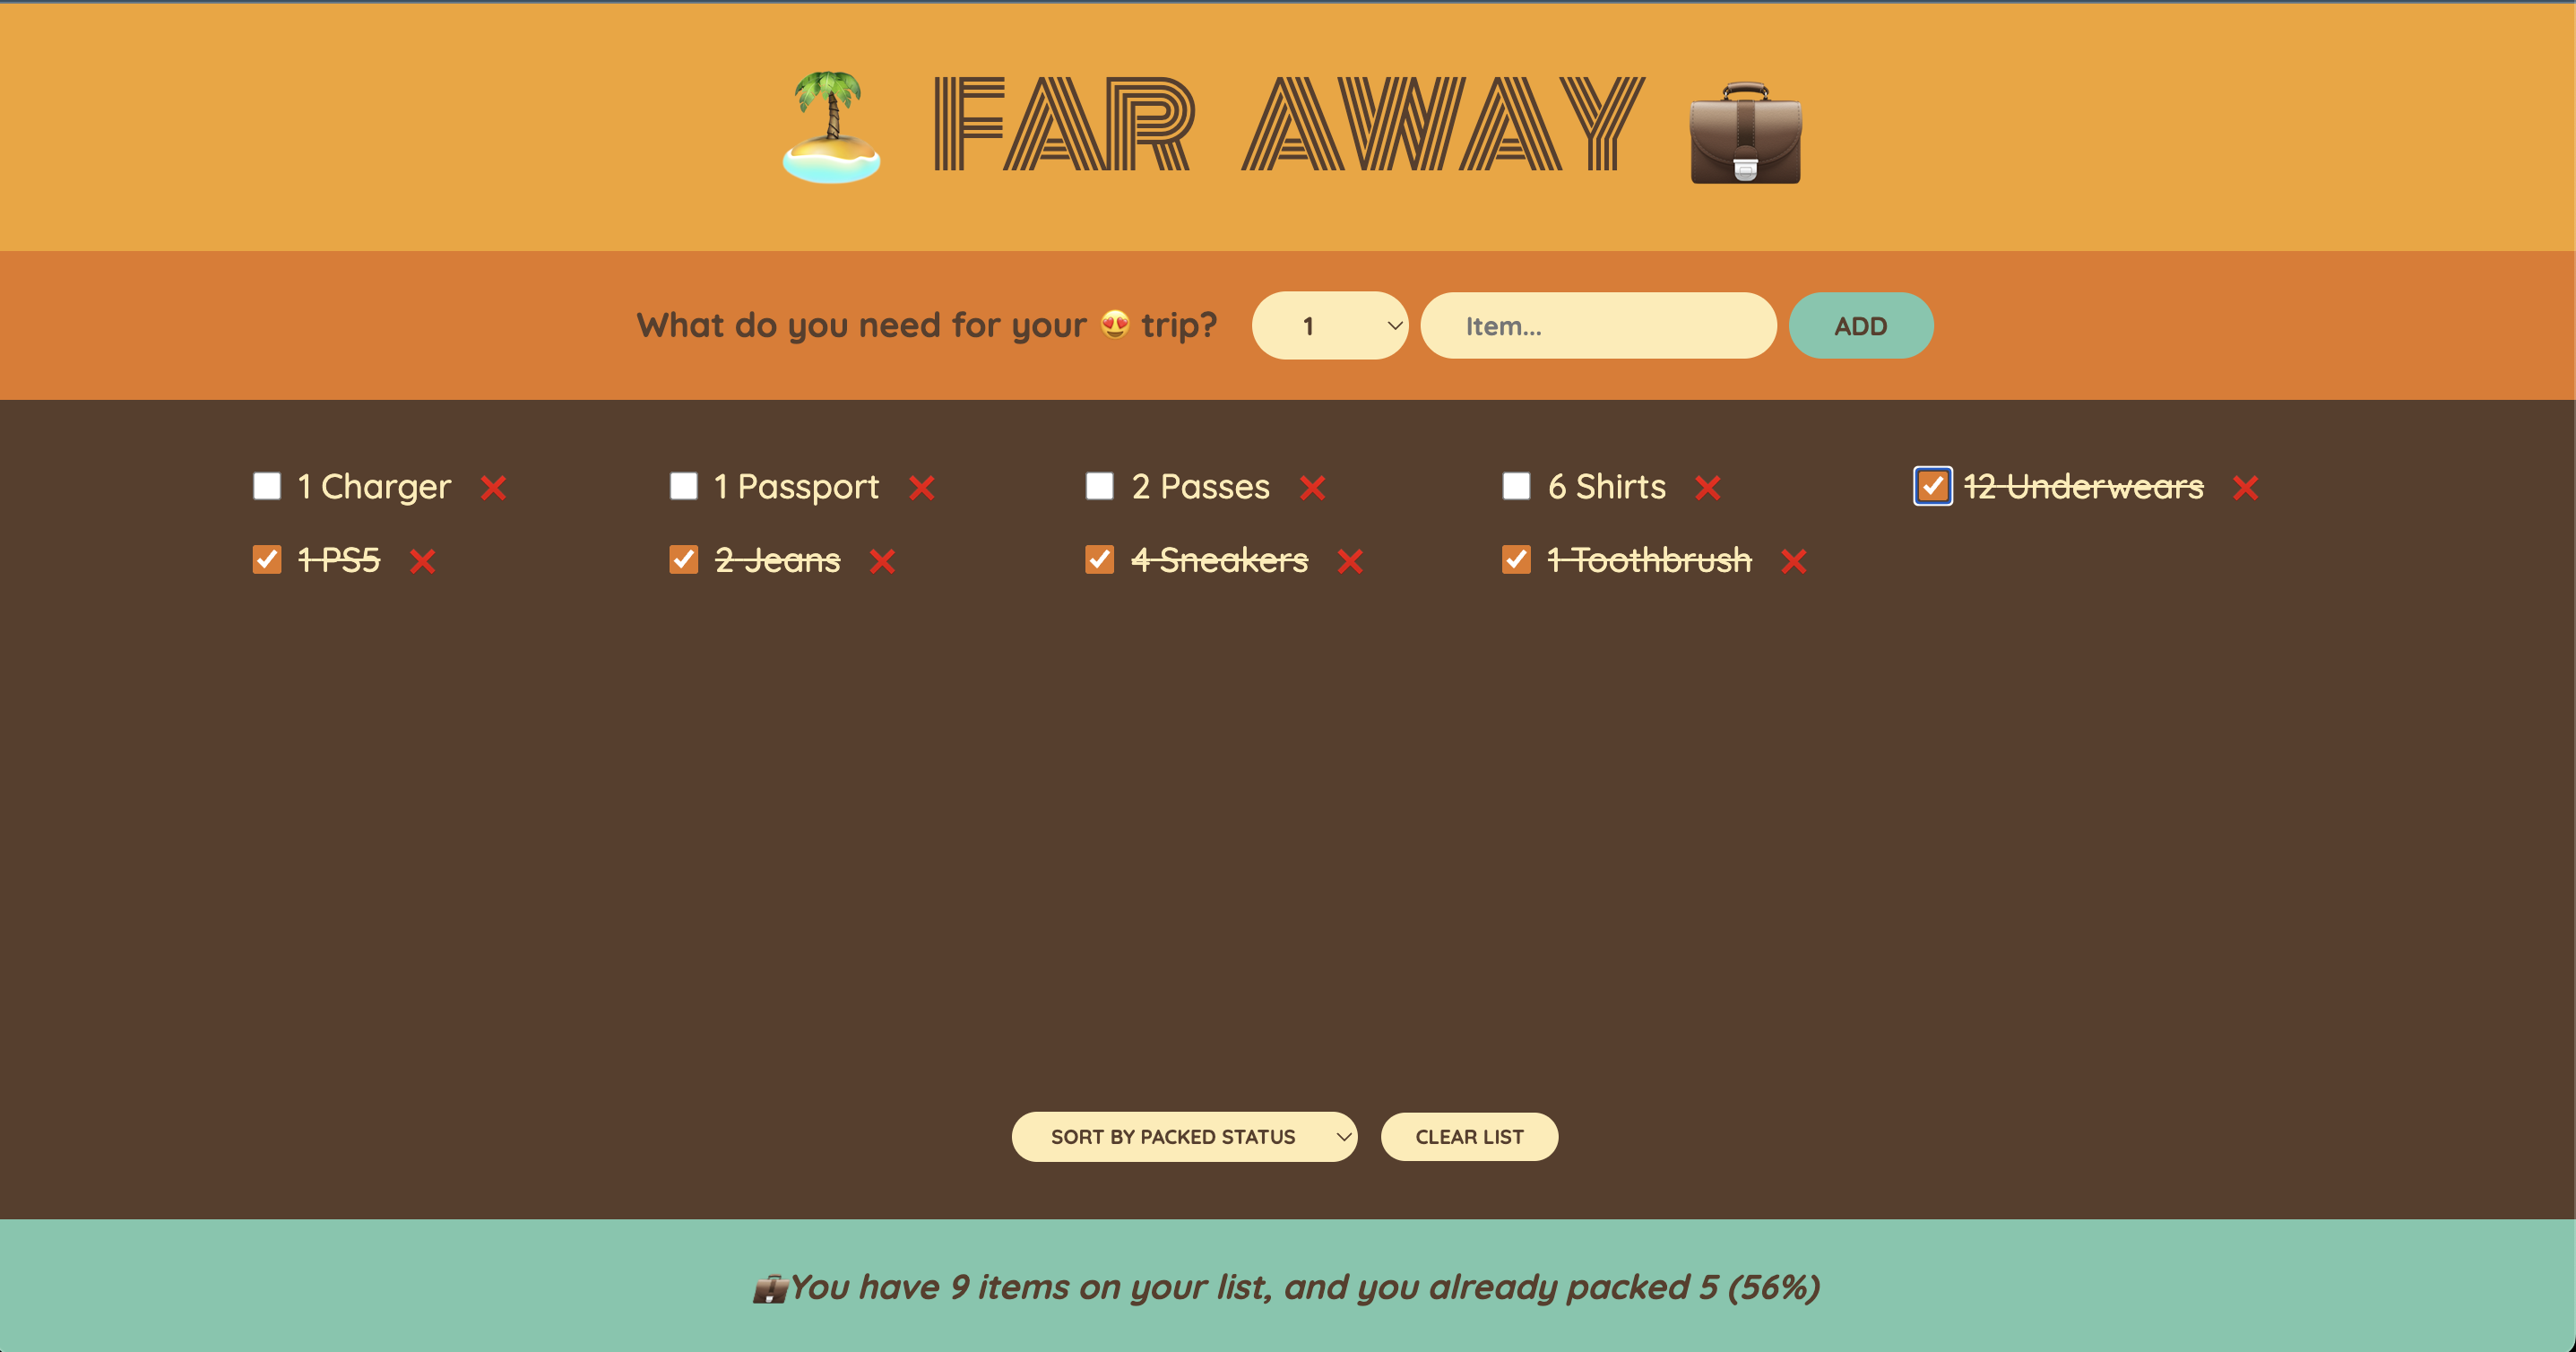 FAR AWAY
What do you need for your 😍 trip? 1 Item... ADD
1 Charger ❌ 1 Passport ❌ 2 Passes ❌ 6 Shirts ❌ 12 Underwears ❌
1 PS5 ❌ 2 Jeans ❌ 4 Sneakers ❌ 1 Toothbrush ❌
SORT BY PACKED STATUS CLEAR LIST
💼You have 9 items on your list, and you already packed 5 (56%)